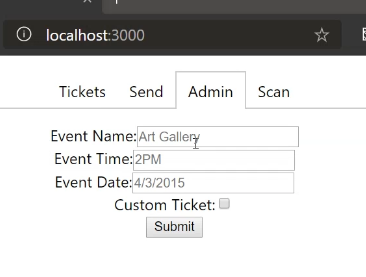 localhost:3000
Tickets Send Admin Scan
Event Name: Art Gallery
Event Time: 2PM
Event Date: 4/3/2015
Custom Ticket:
Submit